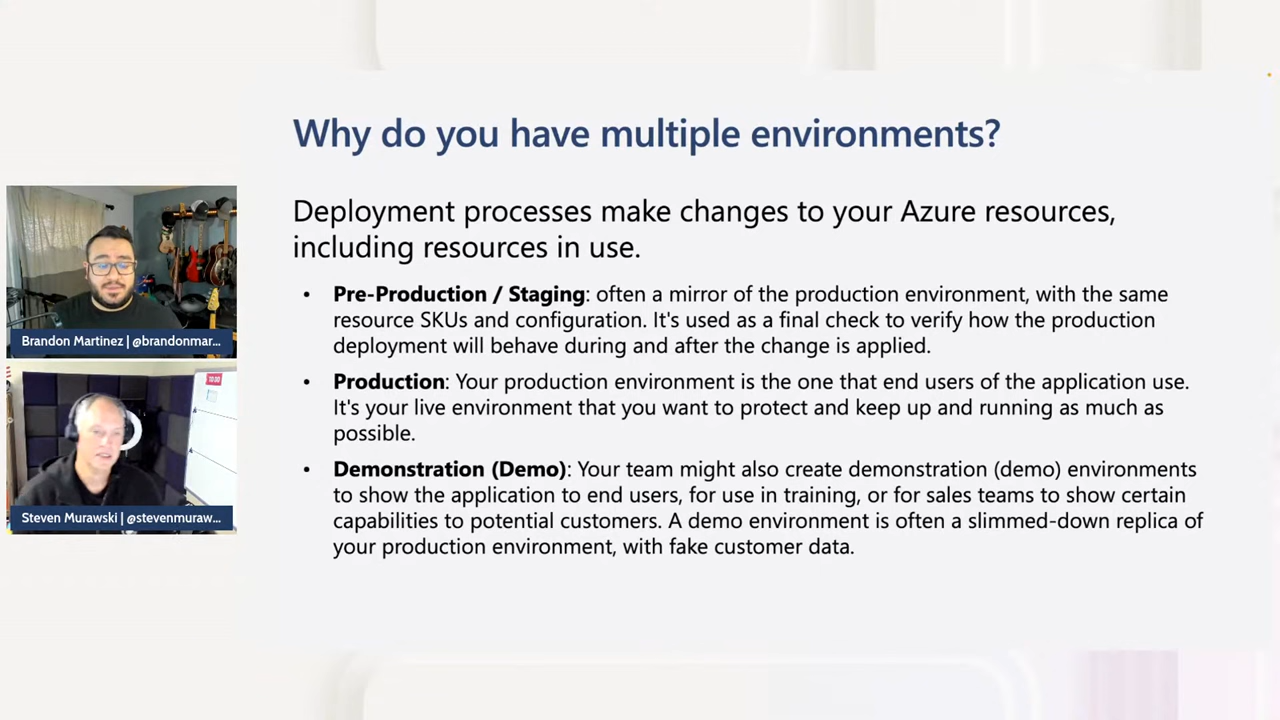 Why do you have multiple environments?
Deployment processes make changes to your Azure resources,
including resources in use.
• Pre-Production / Staging: often a mirror of the production environment, with the same
resource SKUs and configuration. It's used as a final check to verify how the production
deployment will behave during and after the change is applied.
• Production: Your production environment is the one that end users of the application use.
It's your live environment that you want to protect and keep up and running as much as
possible.
• Demonstration (Demo): Your team might also create demonstration (demo) environments
to show the application to end users, for use in training, or for sales teams to show certain
capabilities to potential customers. A demo environment is often a slimmed-down replica of
your production environment, with fake customer data.
Brandon Martinez | @brandonmar...
10:00
Steven Murawski | @stevenmuraw...